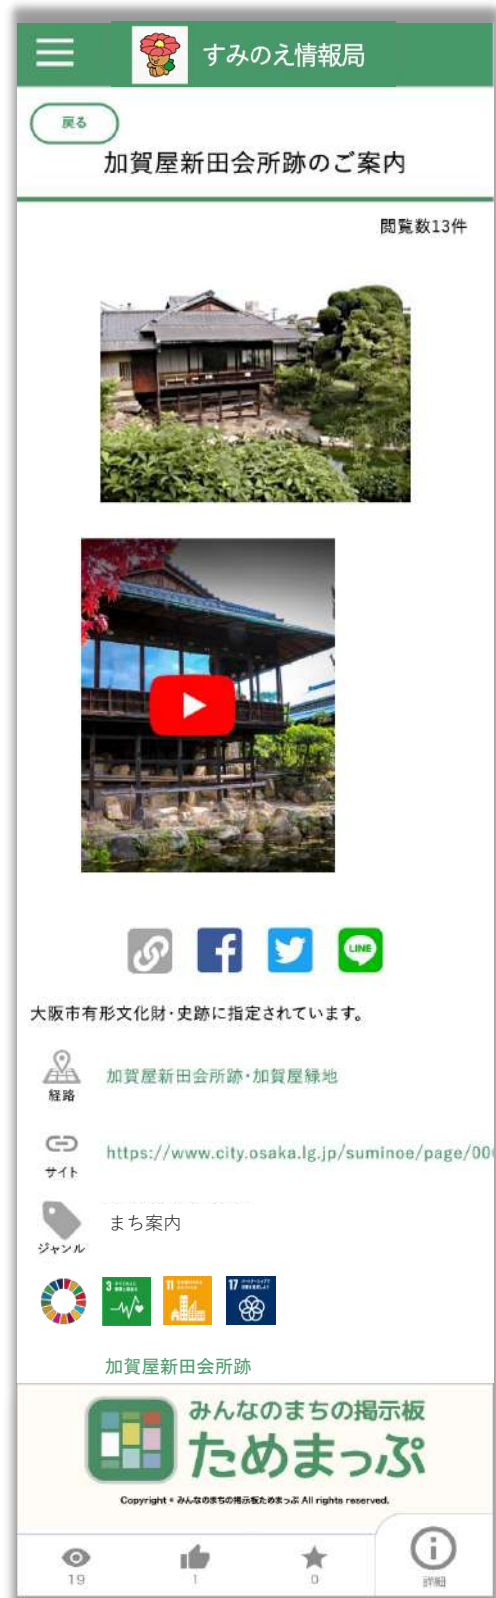 すみのえ情報局
戻る
加賀屋新田会所跡のご案内
閲覧数13件
LINE
大阪市有形文化財・史跡に指定されています。
経路
加賀屋新田会所跡・加賀屋緑地
サイト
https://www.city.osaka.lg.jp/suminoe/page/00
ジャンル
まち案内
3
11
17
加賀屋新田会所跡
みんなのまちの掲示板
ためまっぷ
Copyright © みんなのまちの掲示板ためまっぷ All rights reserved.
19
1
0
詳細